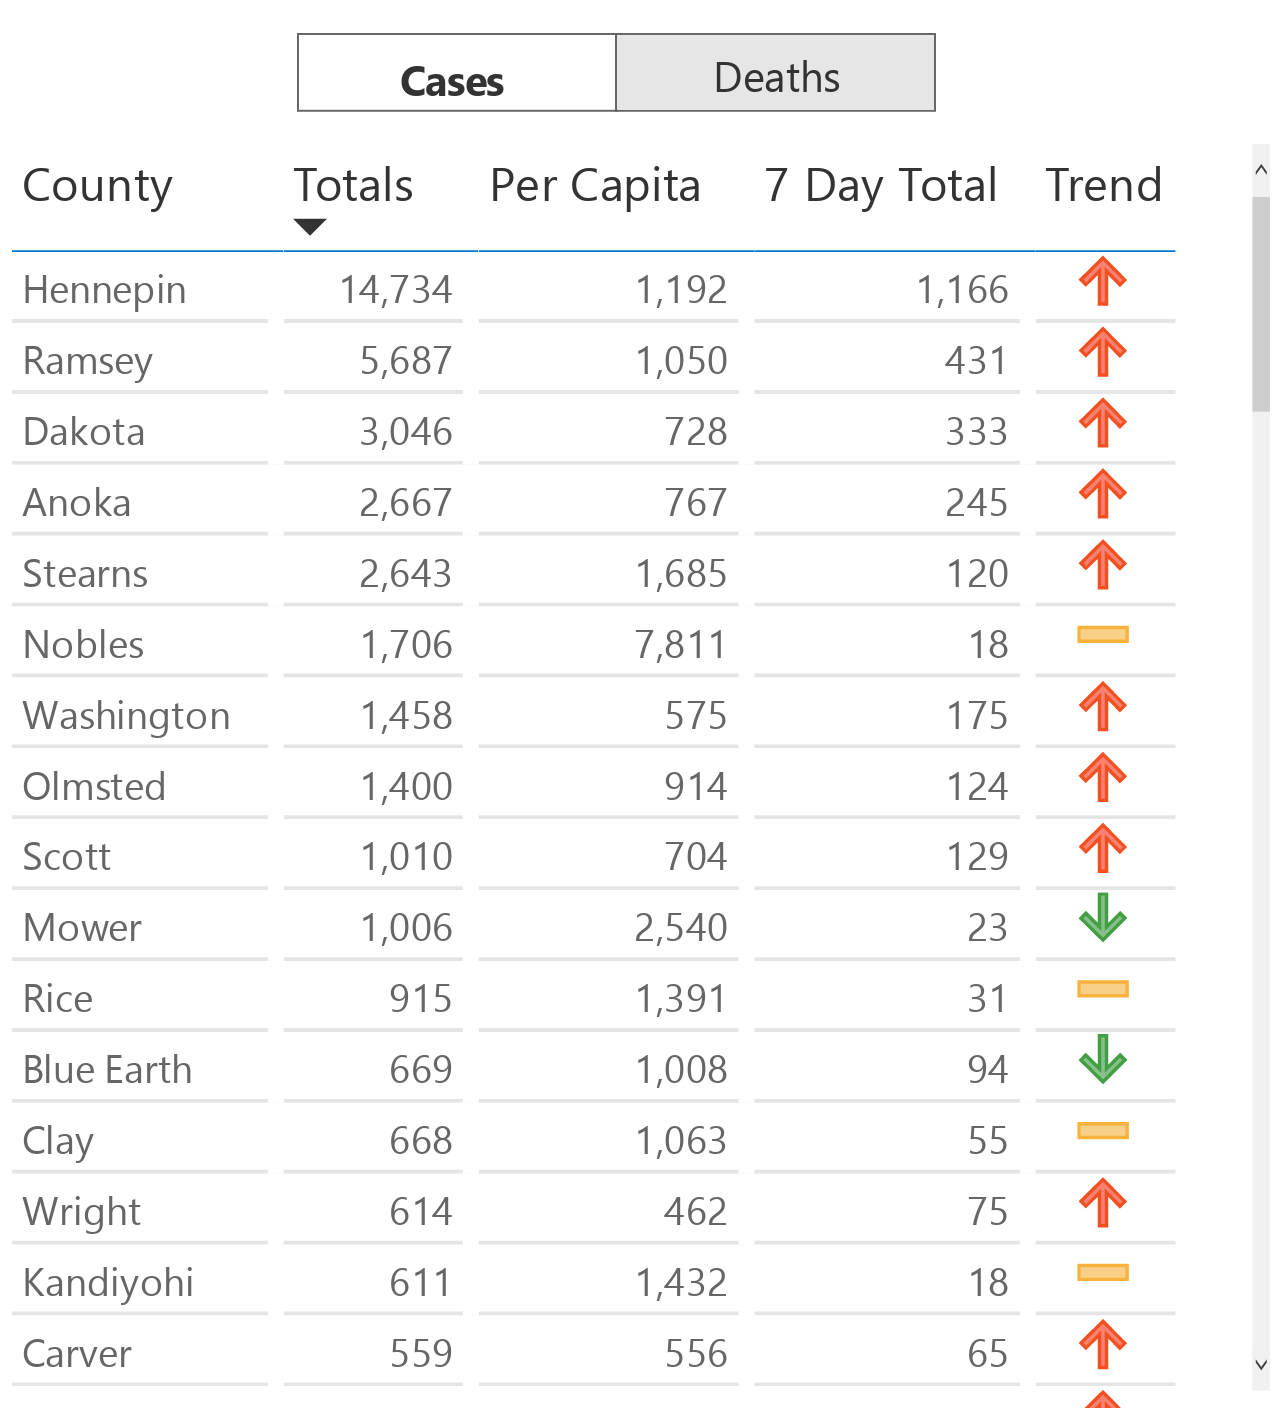 Cases Deaths
County Totals Per Capita 7 Day Total Trend
Hennepin 14,734 1,192 1,166
Ramsey 5,687 1,050 431
Dakota 3,046 728 333
Anoka 2,667 767 245
Stearns 2,643 1,685 120
Nobles 1,706 7,811 18
Washington 1,458 575 175
Olmsted 1,400 914 124
Scott 1,010 704 129
Mower 1,006 2,540 23
Rice 915 1,391 31
Blue Earth 669 1,008 94
Clay 668 1,063 55
Wright 614 462 75
Kandiyohi 611 1,432 18
Carver 559 556 65